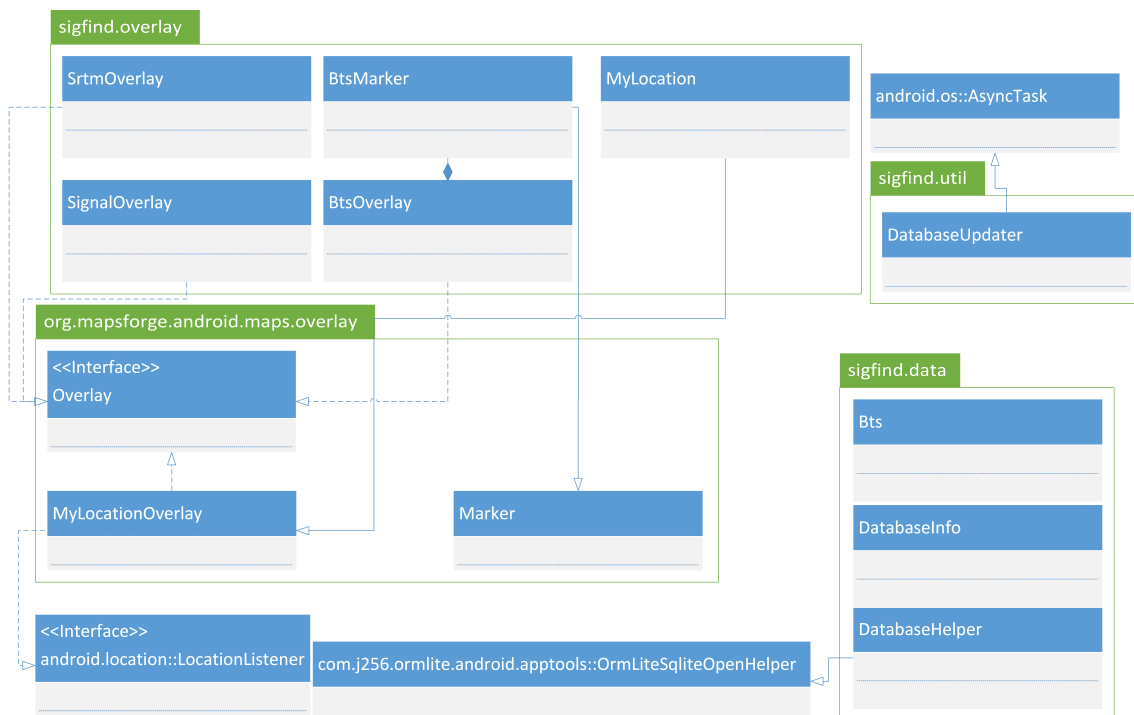 sigfind.overlay
SrtmOverlay
BtsMarker
MyLocation
android.os::AsyncTask
sigfind.util
SignalOverlay
BtsOverlay
DatabaseUpdater
org.mapsforge.android.maps.overlay
<<Interface>>
Overlay
sigfind.data
Bts
MyLocationOverlay
Marker
DatabaseInfo
<<Interface>>
android.location::LocationListener
com.j256.ormlite.android.apptools::OrmLiteSqliteOpenHelper
DatabaseHelper